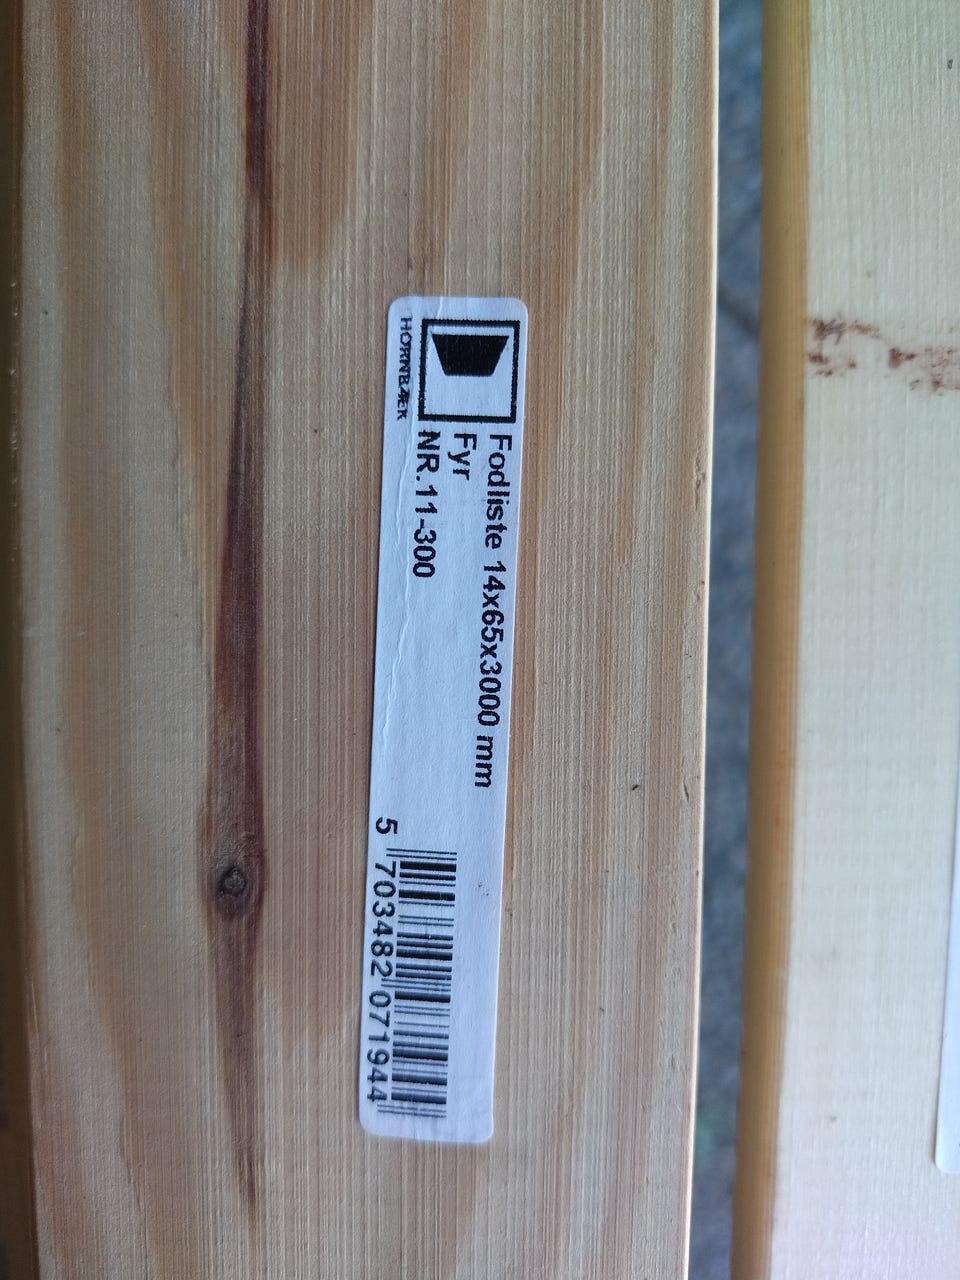 HORNBÆK
Fodliste 14x65x3000 mm
Fyr
NR.11-300
5 703482 071944